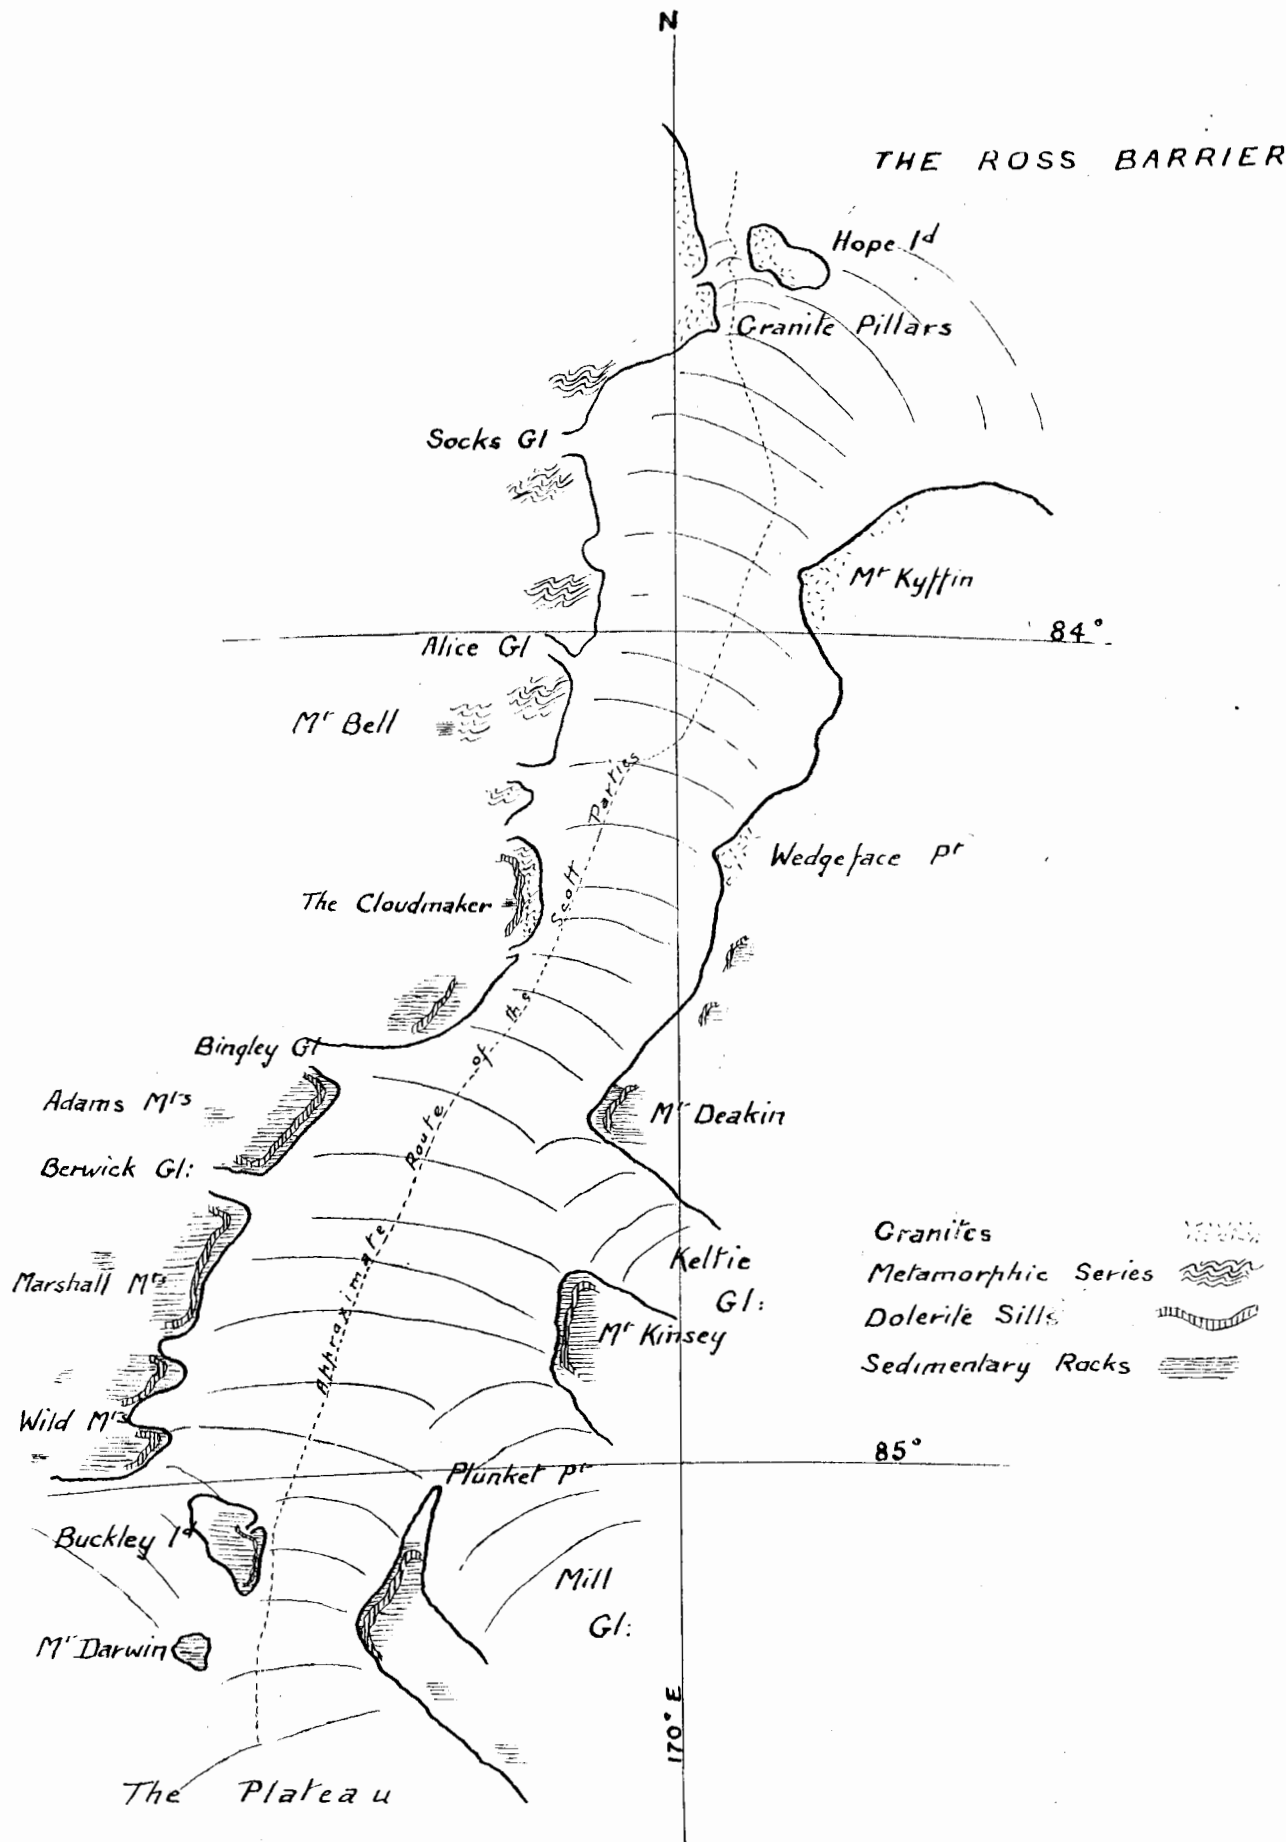 N
THE ROSS BARRIER
Hope Id
Granite Pillars
Socks Gl
Mt Kyffin
84°
Alice Gl
Mt Bell
Wedgeface Pt
The Cloudmaker
Bingley Gl
Adams Mts
Mt Deakin
Berwick Gl:
Approximate Route of the Scott Parties
Keltie
Gl:
Marshall Mts
Mt Kinsey
Granites
Metamorphic Series
Dolerite Sills
Sedimentary Rocks
Wild Mts
85°
Plunket Pt
Buckley Id
Mill
Gl:
Mt Darwin
170° E
The Plateau